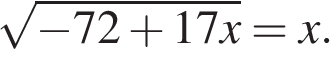 √(−72 + 17x) = x.